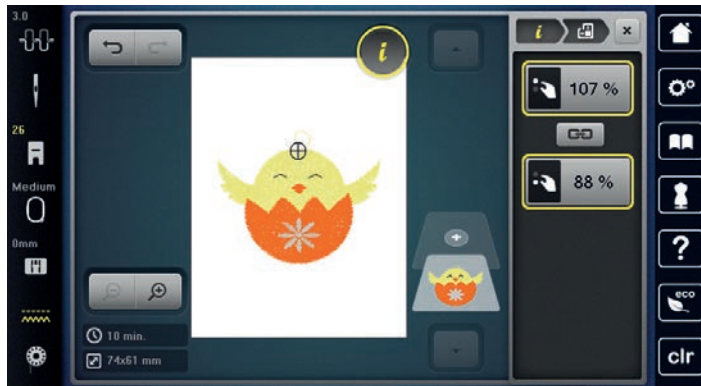 3.0
26
Medium
0mm
i
10 min.
74x61 mm
i
×
107 %
88 %
?
eco
clr